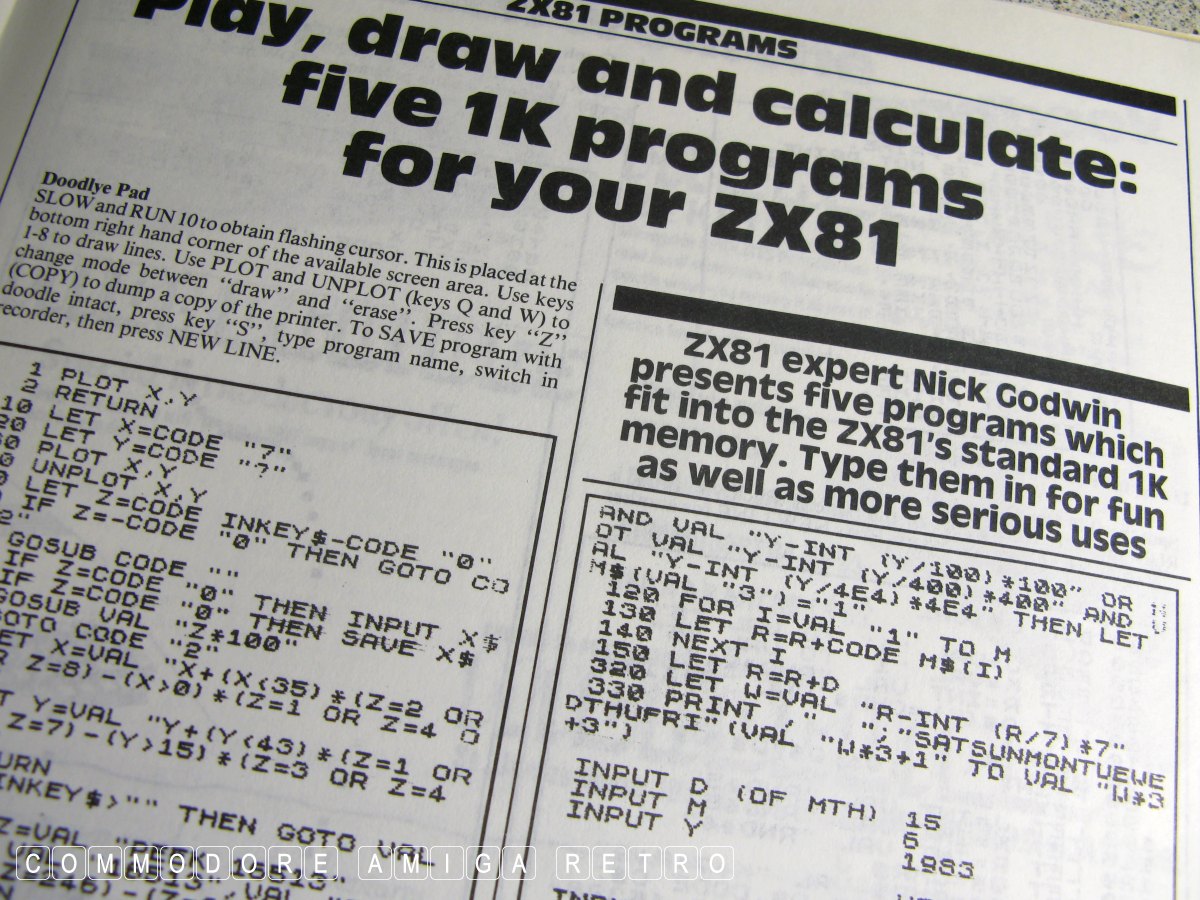 ZX81 PROGRAMS
Play, draw and calculate:
five 1K programs
for your ZX81
Doodlye Pad
SLOW and RUN 10 to obtain flashing cursor. This is placed at the
bottom right hand corner of the available screen area. Use keys
1-8 to draw lines. Use PLOT and UNPLOT (keys Q and W) to
change mode between "draw" and "erase". Press key "Z"
(COPY) to dump a copy of the printer. To SAVE program with
doodle intact, press key "S", type program name, switch in
recorder, then press NEW LINE.
1 PLOT X,Y
2 RETURN
10 LET X=CODE "7"
20 LET Y=CODE "?"
PLOT X,Y
UNPLOT X,Y
LET Z=CODE INKEY$-CODE "0"
IF Z=-CODE "0" THEN GOTO CO
2"
GOSUB CODE " "
IF Z=CODE "0" THEN INPUT X$
IF Z=CODE "0" THEN SAVE X$
GOSUB VAL "Z*100"
GOTO CODE "2"
LET X=VAL "X+(X<35)*(Z=2 OR
Z=8)-(X>0)*(Z=1 OR Z=4 O
Y=VAL "Y+(Y<43)*(Z=1 OR
Z=7)-(Y>15)*(Z=3 OR Z=4
URN
INKEY$>"" THEN GOTO VAL
Z=VAL
ZX81 expert Nick Godwin
presents five programs which
fit into the ZX81's standard 1K
memory. Type them in for fun
as well as more serious uses
AND VAL "Y-INT (Y/100)*100" OR
OT VAL "Y-INT (Y/400)*400" AND
AL "Y-INT (Y/4E4)*4E4" THEN LET
M$(VAL "3")="1"
120 FOR I=VAL "1" TO M
130 LET R=R+CODE M$(I)
140 NEXT I
150 LET R=R+D
320 LET W=VAL "R-INT (R/7)*7"
330 PRINT ," ";"SATSUNMONTUEWE
DTHUFRI"(VAL "W*3+1" TO VAL "W*3
+3")
INPUT D (OF MTH) 15
INPUT M 6
INPUT Y 1983
COMMODORE AMIGA RETRO